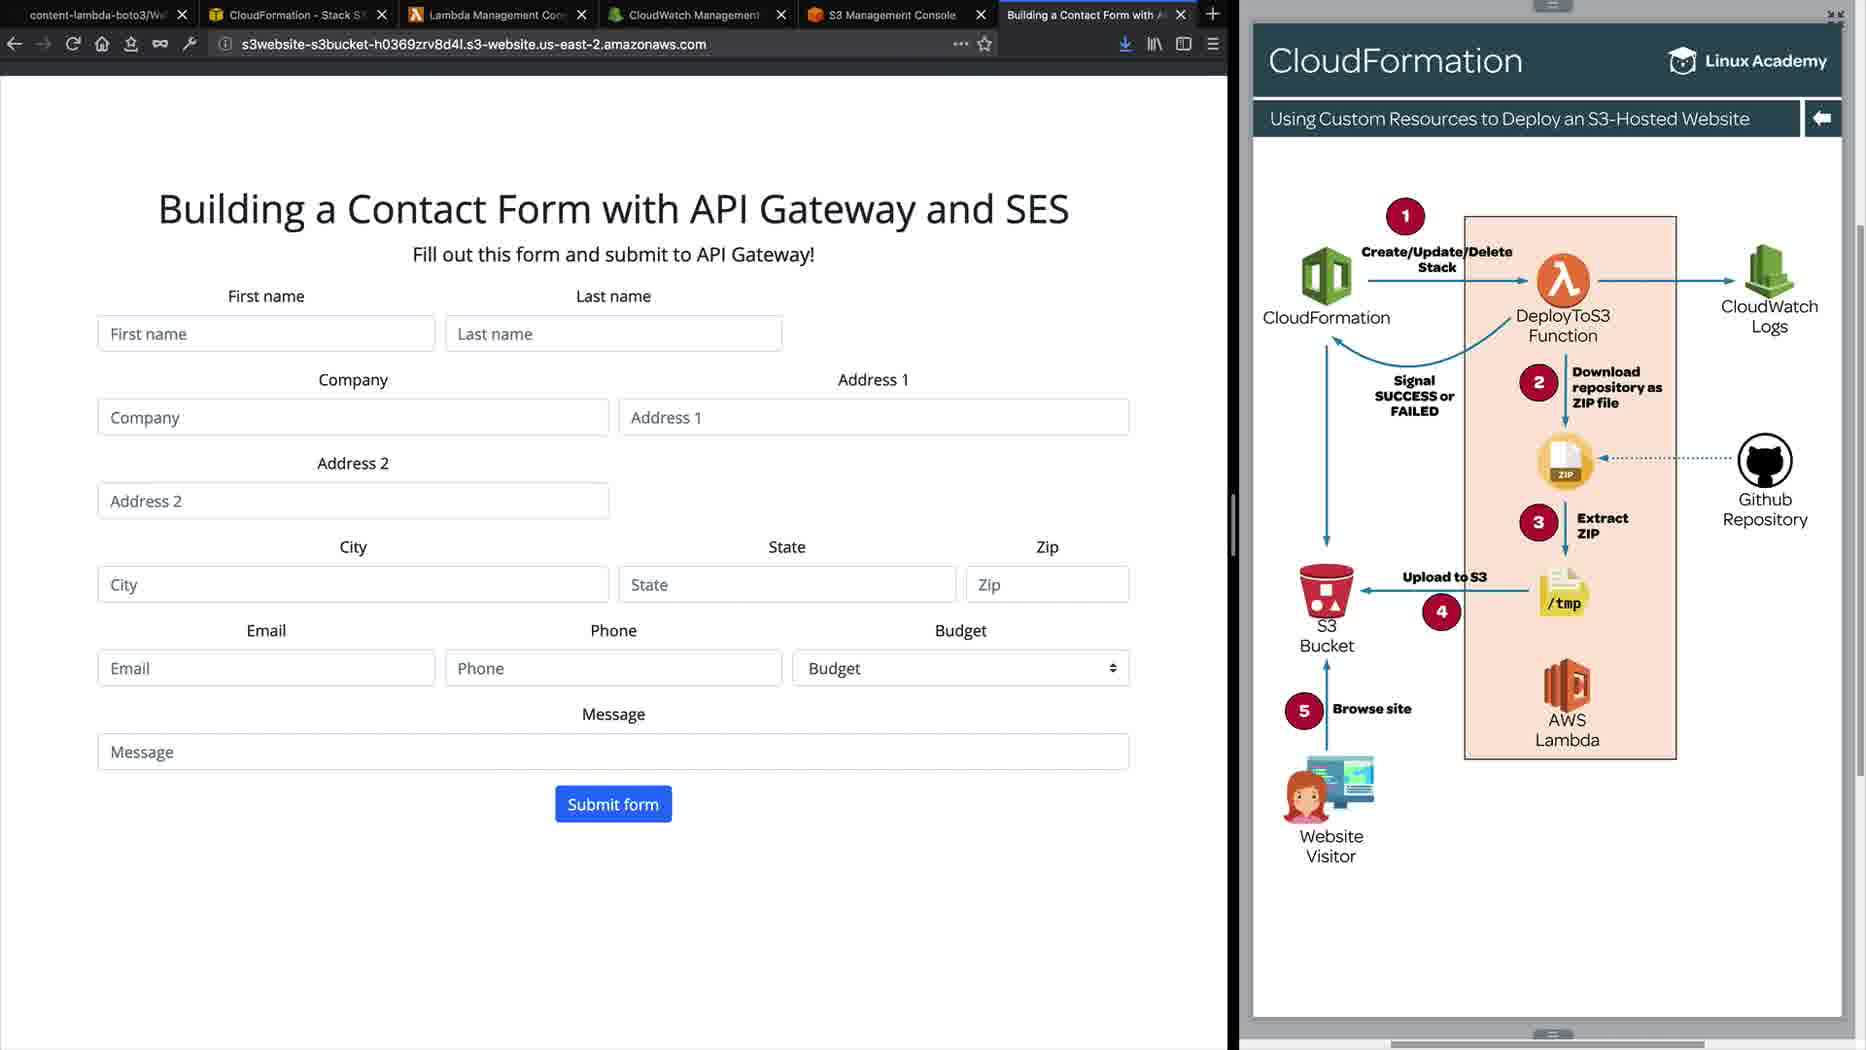 content-lambda-boto3/We
CloudFormation - Stack S
Lambda Management Con
CloudWatch Management
S3 Management Console
Building a Contact Form with A
s3website-s3bucket-h0369zrv8d4l.s3-website.us-east-2.amazonaws.com
Building a Contact Form with API Gateway and SES
Fill out this form and submit to API Gateway!
First name
Last name
First name
Last name
Company
Address 1
Company
Address 1
Address 2
Address 2
City
State
Zip
City
State
Zip
Email
Phone
Budget
Email
Phone
Budget
Message
Message
Submit form
CloudFormation
Linux Academy
Using Custom Resources to Deploy an S3-Hosted Website
1
Create/Update/Delete
Stack
CloudFormation
DeployToS3
Function
CloudWatch
Logs
Signal
SUCCESS or
FAILED
2
Download
repository as
ZIP file
ZIP
Github
Repository
3
Extract
ZIP
Upload to S3
4
/tmp
S3
Bucket
AWS
Lambda
5
Browse site
Website
Visitor